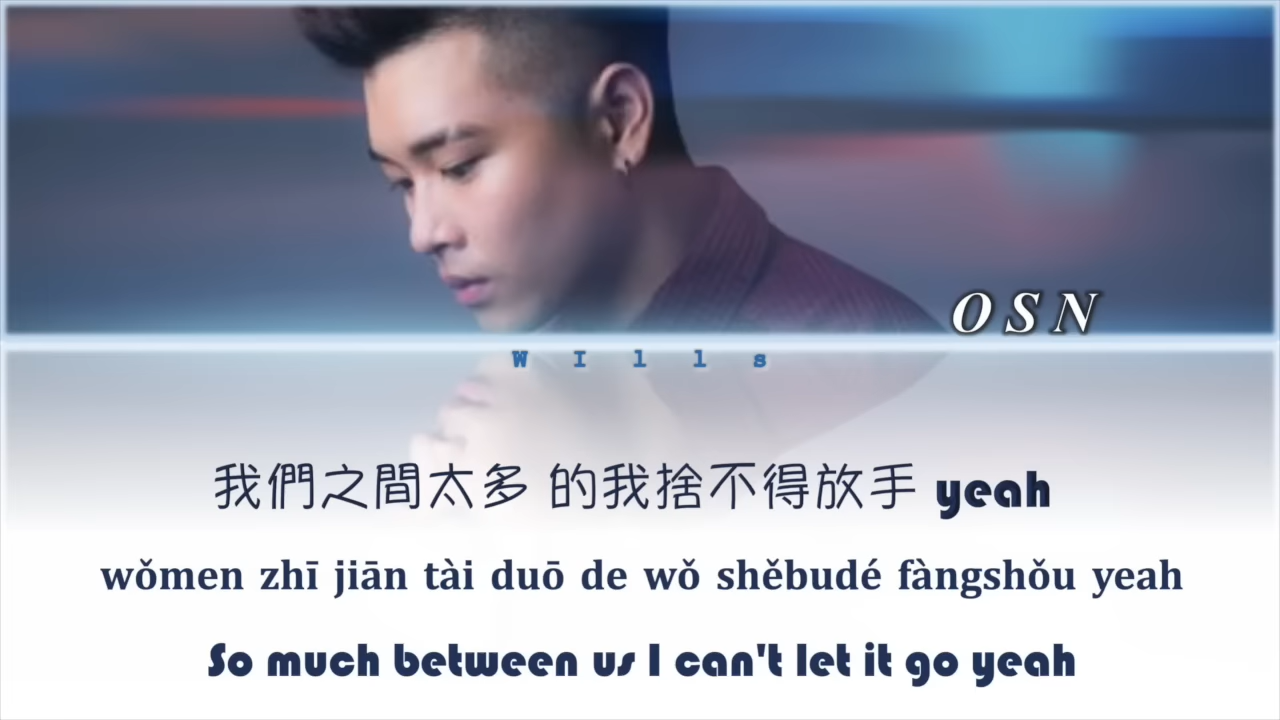 OSN
WIlls
我們之間太多 的我捨不得放手 yeah
wǒmen zhī jiān tài duō de wǒ shěbudé fàngshǒu yeah
So much between us I can't let it go yeah